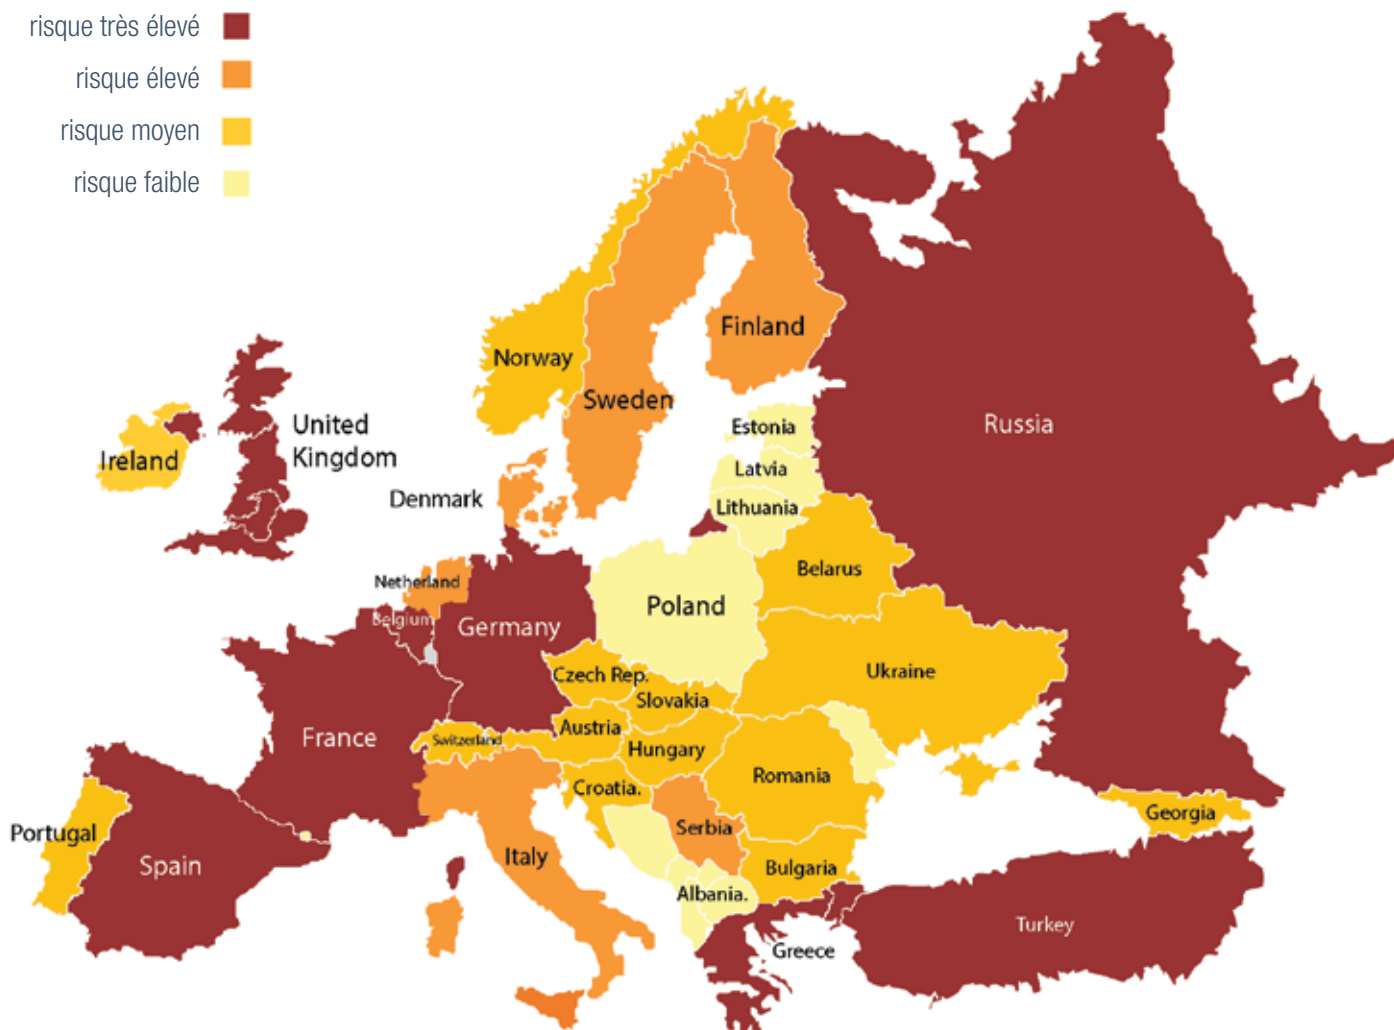 risque très élevé
risque élevé
risque moyen
risque faible
Finland
Norway
Sweden
United
Kingdom
Russia
Estonia
Ireland
Latvia
Denmark
Lithuania
Belarus
Netherland
Poland
Belgium
Germany
Ukraine
Czech Rep.
Slovakia
Austria
France
Switzerland
Hungary
Romania
Croatia.
Georgia
Serbia
Portugal
Italy
Spain
Bulgaria
Albania.
Turkey
Greece